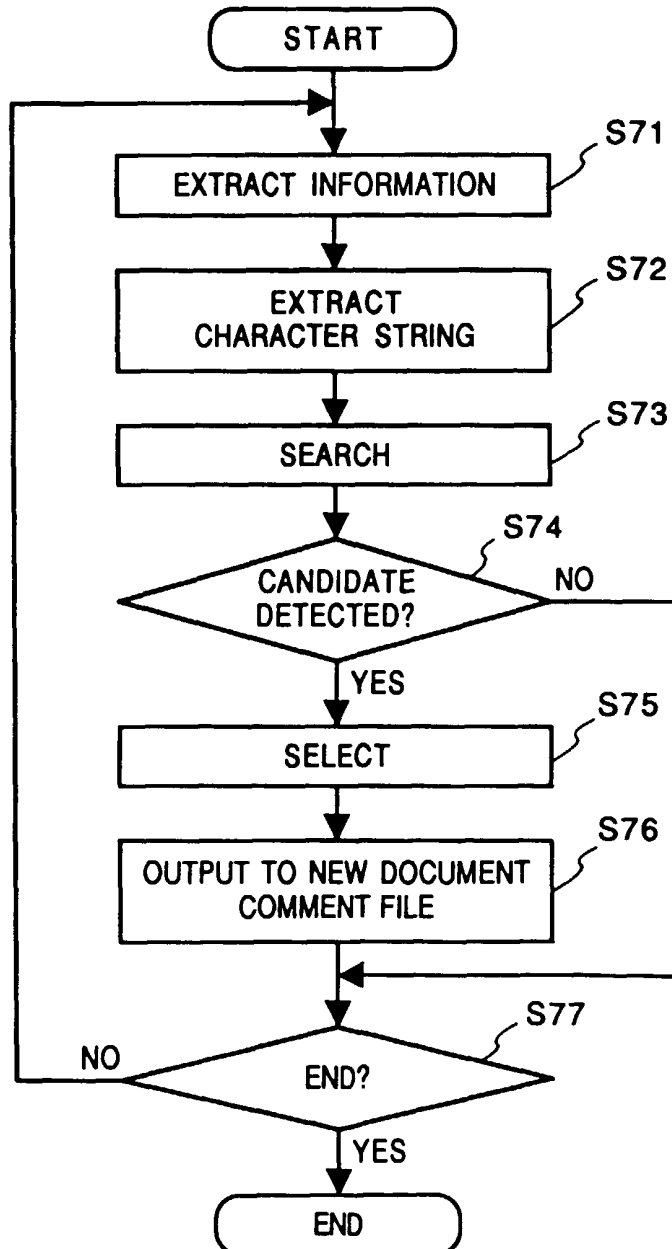 START
S71
EXTRACT INFORMATION
S72
EXTRACT
CHARACTER STRING
S73
SEARCH
S74
CANDIDATE
DETECTED?
NO
YES
S75
SELECT
S76
OUTPUT TO NEW DOCUMENT
COMMENT FILE
S77
NO
END?
YES
END